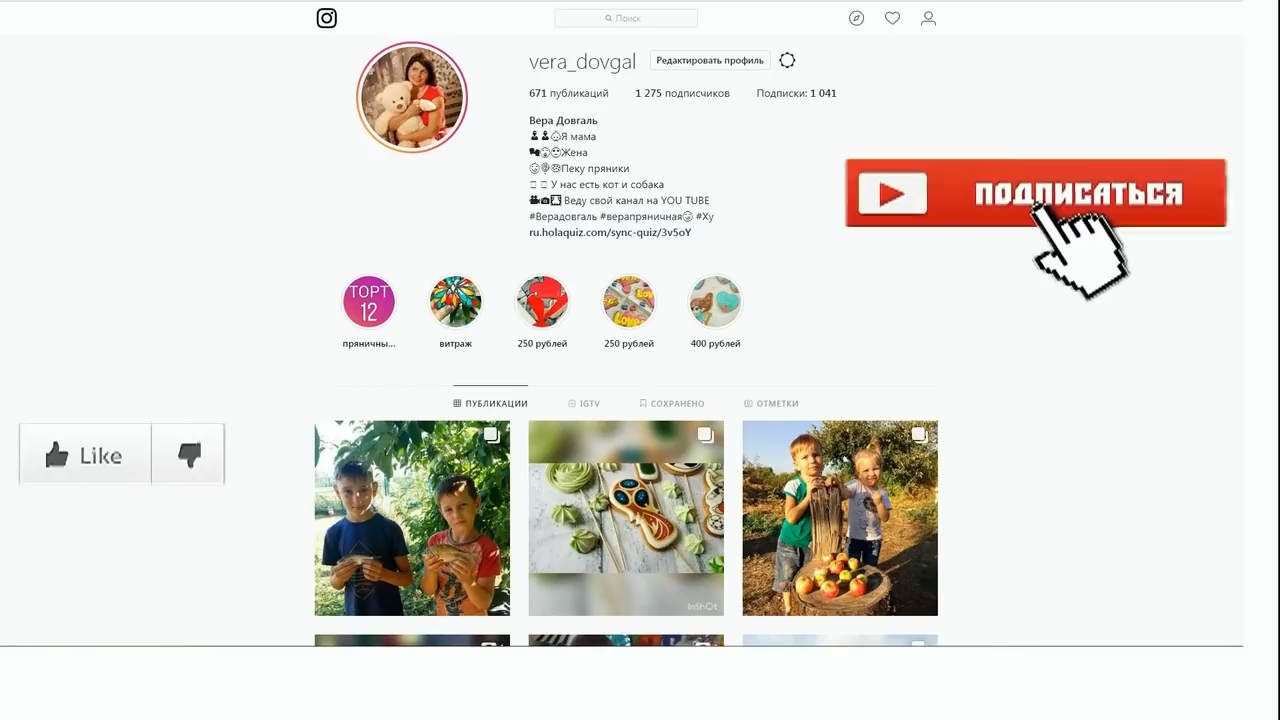 Поиск
vera_dovgal Редактировать профиль
671 публикаций 1 275 подписчиков Подписки: 1 041
Вера Довгаль
Я мама
Жена
Пеку пряники
У нас есть кот и собака
Веду свой канал на YOU TUBE
#Верадовгаль #верапряничная #Ху
ru.holaquiz.com/sync-quiz/3v5oY
ПОДПИСАТЬСЯ
ТОРТ
12
пряничны... витраж 250 рублей 250 рублей 400 рублей
ПУБЛИКАЦИИ IGTV СОХРАНЕНО ОТМЕТКИ
Like
InShOt